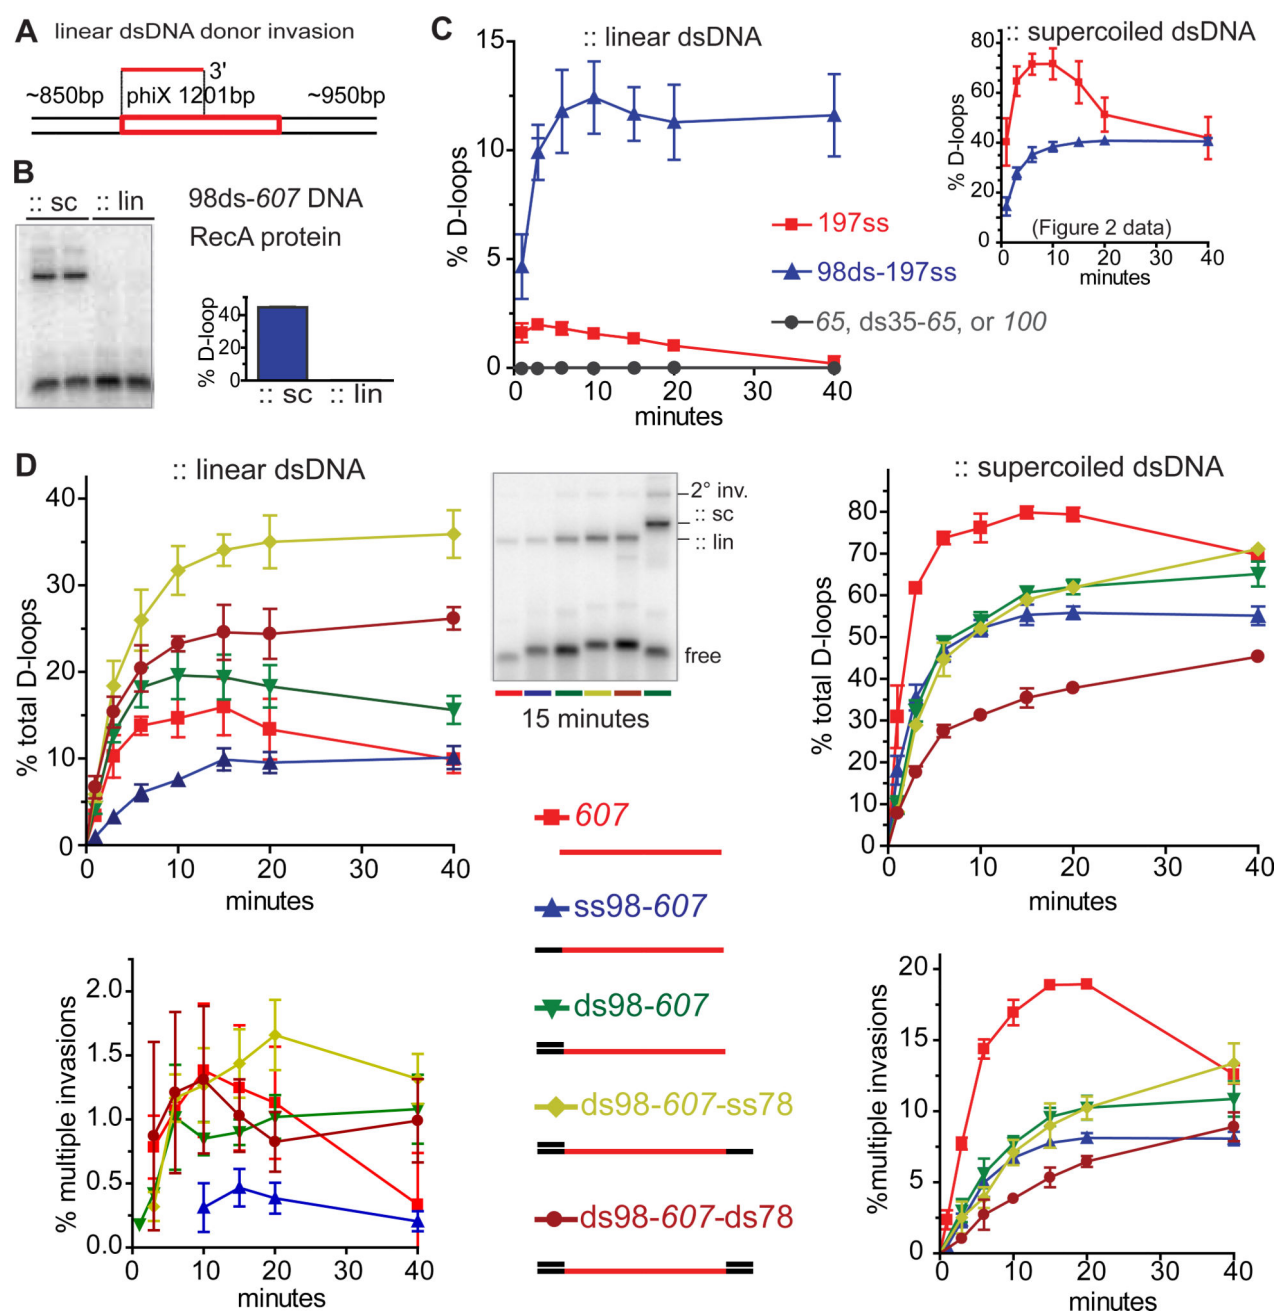 A linear dsDNA donor invasion
3'
~850bp phiX 1201bp ~950bp
B
:: sc :: lin
98ds-607 DNA
RecA protein
% D-loop
40
20
0
:: sc :: lin
C
:: linear dsDNA
% D-loops
15
10
5
0
0 10 20 30 40
minutes
197ss
98ds-197ss
65, ds35-65, or 100
:: supercoiled dsDNA
% D-loops
80
60
40
20
0
(Figure 2 data)
0 10 20 30 40
minutes
D
:: linear dsDNA
% total D-loops
40
30
20
10
0
0 10 20 30 40
minutes
2° inv.
:: sc
:: lin
free
15 minutes
:: supercoiled dsDNA
% total D-loops
80
70
60
50
40
30
20
10
0
0 10 20 30 40
minutes
607
ss98-607
ds98-607
ds98-607-ss78
ds98-607-ds78
% multiple invasions
2.0
1.5
1.0
0.5
0.0
0 10 20 30 40
minutes
%multiple invasions
20
15
10
5
0
0 10 20 30 40
minutes